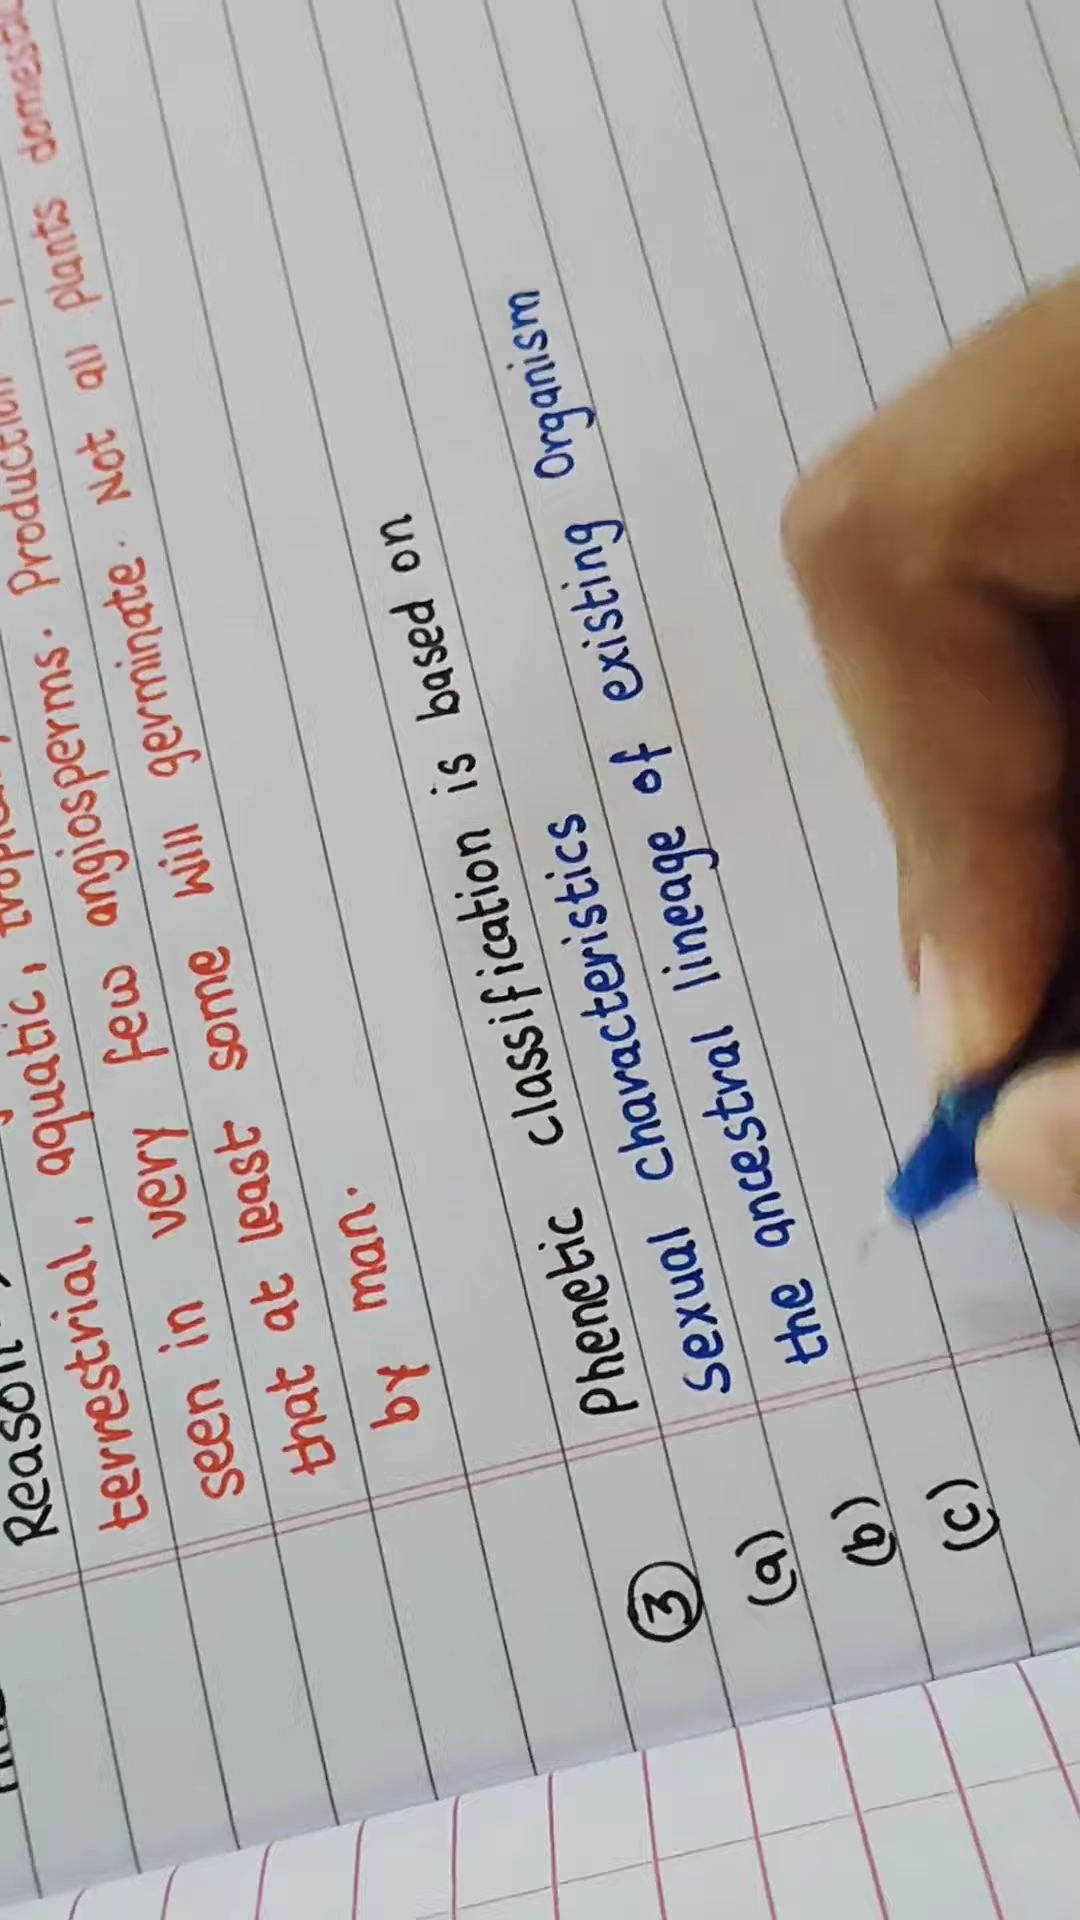 Reason
terrestrial, aquatic,
seen in very few angiosperms. Production
that at least some will germinate. Not all plants
by man.
③ Phenetic classification is based on
(a) sexual characteristics
(b) the ancestral lineage of existing Organism
(c)